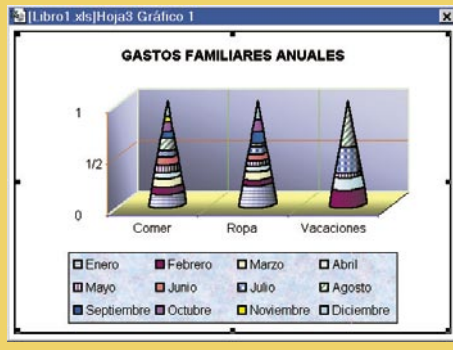 [Libro1.xls]Hoja3 Gráfico 1
GASTOS FAMILIARES ANUALES
1
1/2
0
Comer Ropa Vacaciones
Enero Febrero Marzo Abril
Mayo Junio Julio Agosto
Septiembre Octubre Noviembre Diciembre